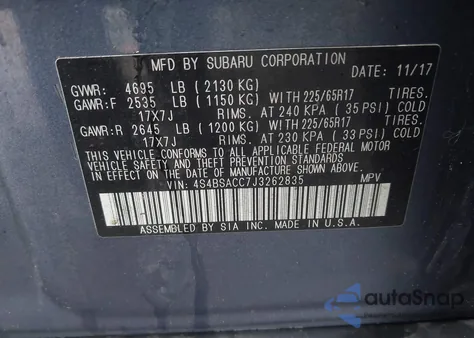 MFD BY SUBARU CORPORATION
DATE: 11/17
GVWR: 4695 LB ( 2130 KG)
GAWR:F 2535 LB ( 1150 KG) WITH 225/65R17 TIRES.
17X7J RIMS. AT 240 KPA ( 35 PSI) COLD
GAWR:R 2645 LB ( 1200 KG) WITH 225/65R17 TIRES.
17X7J RIMS. AT 230 KPA ( 33 PSI) COLD
THIS VEHICLE CONFORMS TO ALL APPLICABLE FEDERAL MOTOR
VEHICLE SAFETY AND THEFT PREVENTION STANDARDS IN
EFFECT ON THE DATE OF MANUFACTURE SHOWN ABOVE.
VIN: 4S4BSACC7J3262835 MPV
ASSEMBLED BY SIA INC. MADE IN U.S.A.
autoSnap